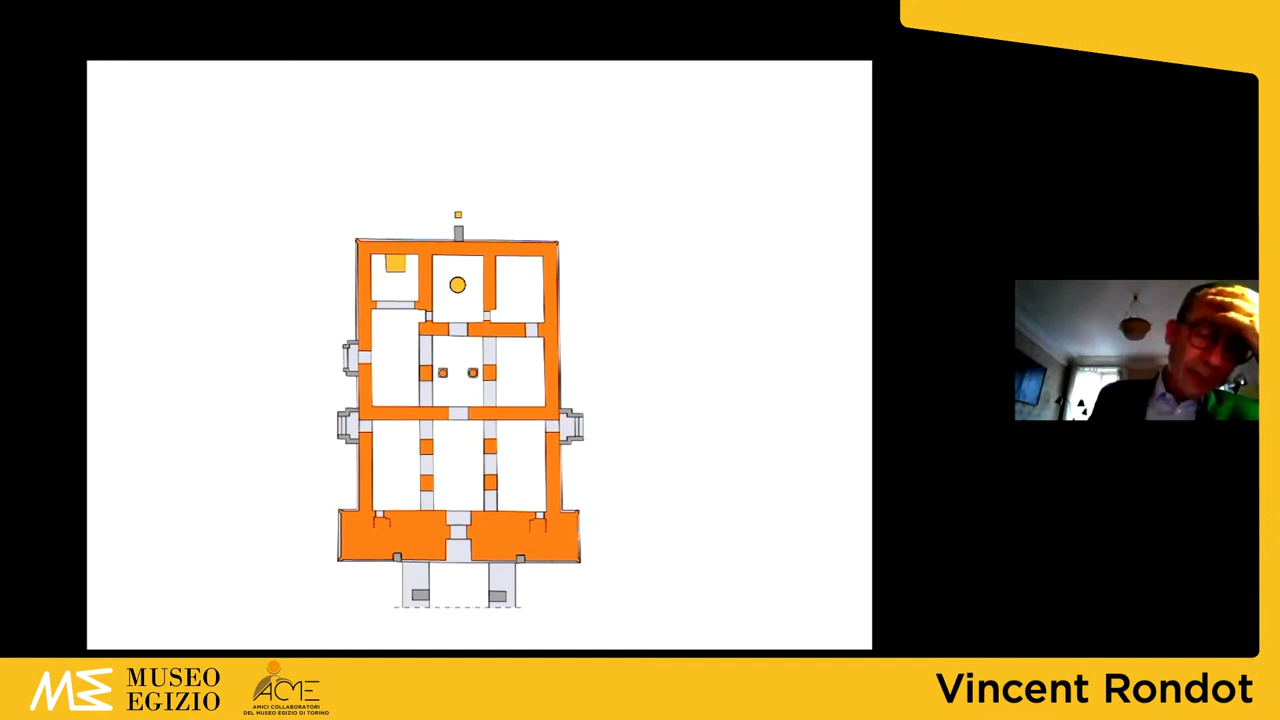 MUSEO
EGIZIO
ACME
AMICI COLLABORATORI
DEL MUSEO EGIZIO DI TORINO
Vincent Rondot